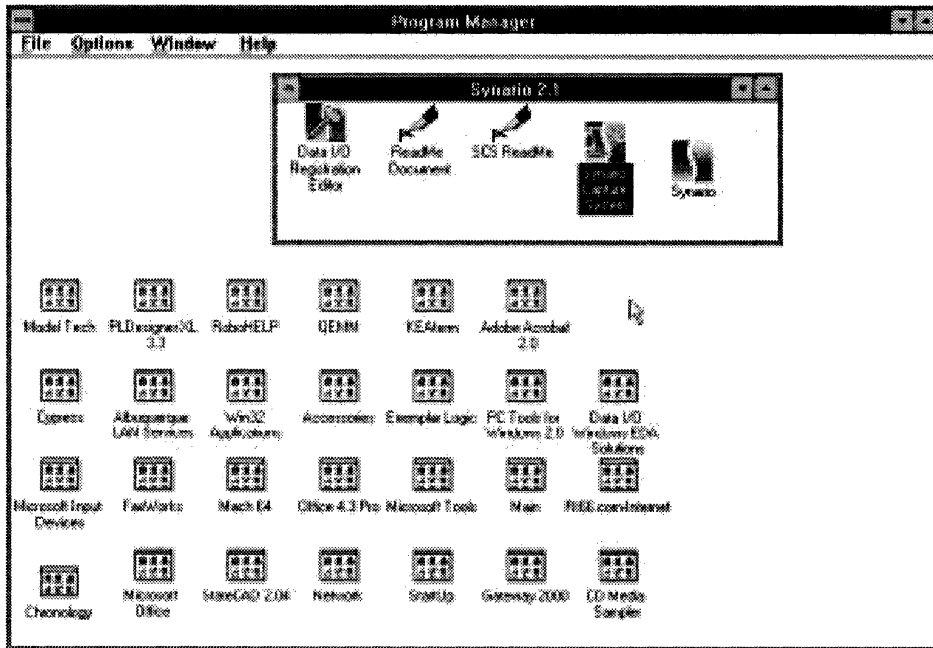 Program Manager
File Options Window Help
Synario 2.1
Data I/O
Registration
Editor
ReadMe
Document
SCS ReadMe
Synario
Capture
System
Synario
Model Tech
PLDesigner-XL
3.3
RoboHELP
QEMM
KEAterm
Adobe Acrobat
2.0
Cypress
Albuquerque
LAN Services
Win32
Applications
Accessories
Exemplar Logic
PC Tools for
Windows 2.0
Data I/O
Windows EDA
Solutions
Microsoft Input
Devices
FaxWorks
Mach 64
Office 4.3 Pro
Microsoft Tools
Main
Chronology
Microsoft
Office
StateCAD 2.04
Network
StartUp
Gateway 2000
CD Media
Sampler